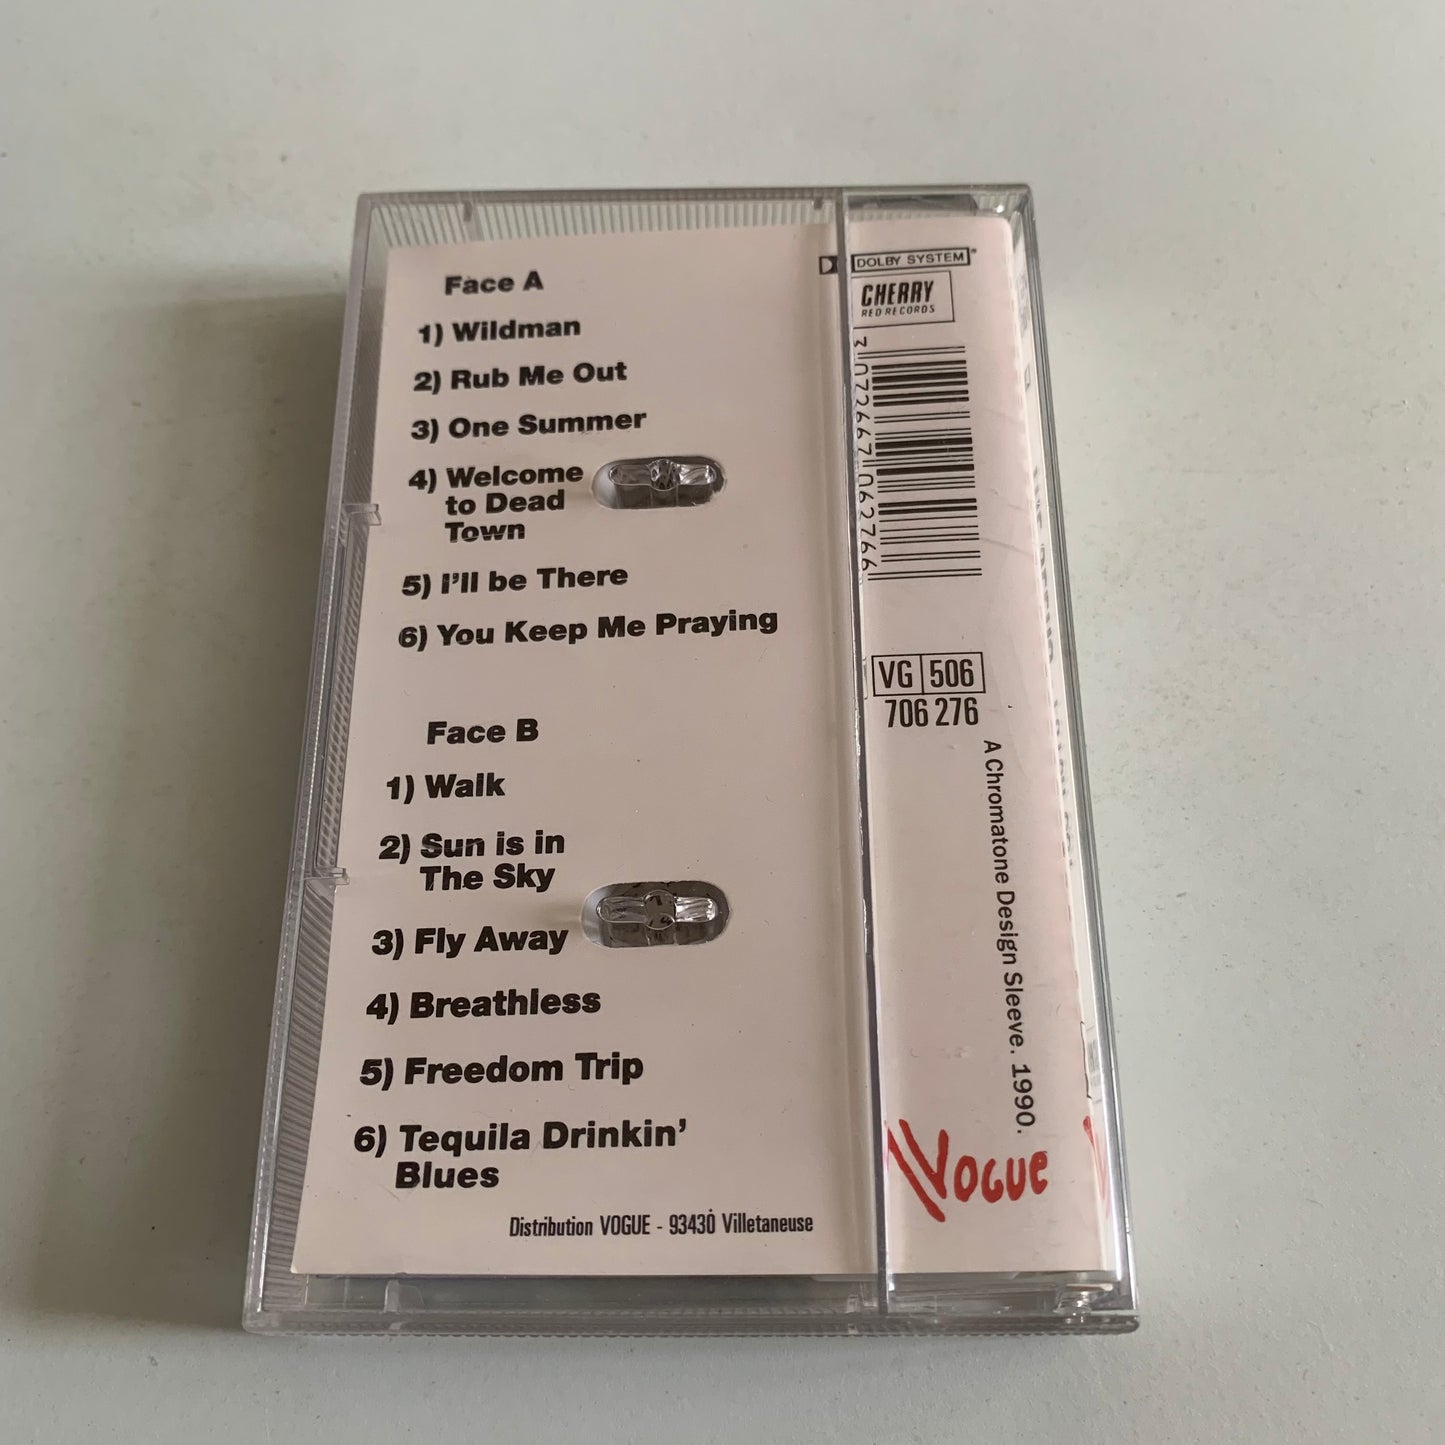 Face A
1) Wildman
2) Rub Me Out
3) One Summer
4) Welcome
to Dead
Town
5) I'll be There
6) You Keep Me Praying
Face B
1) Walk
2) Sun is in
The Sky
3) Fly Away
4) Breathless
5) Freedom Trip
6) Tequila Drinkin'
Blues
Distribution VOGUE - 93430 Villetaneuse
DOLBY SYSTEM
CHERRY
RED RECORDS
3 072667 062766
VG 506
706 276
A Chromatone Design Sleeve. 1990.
VOGUE